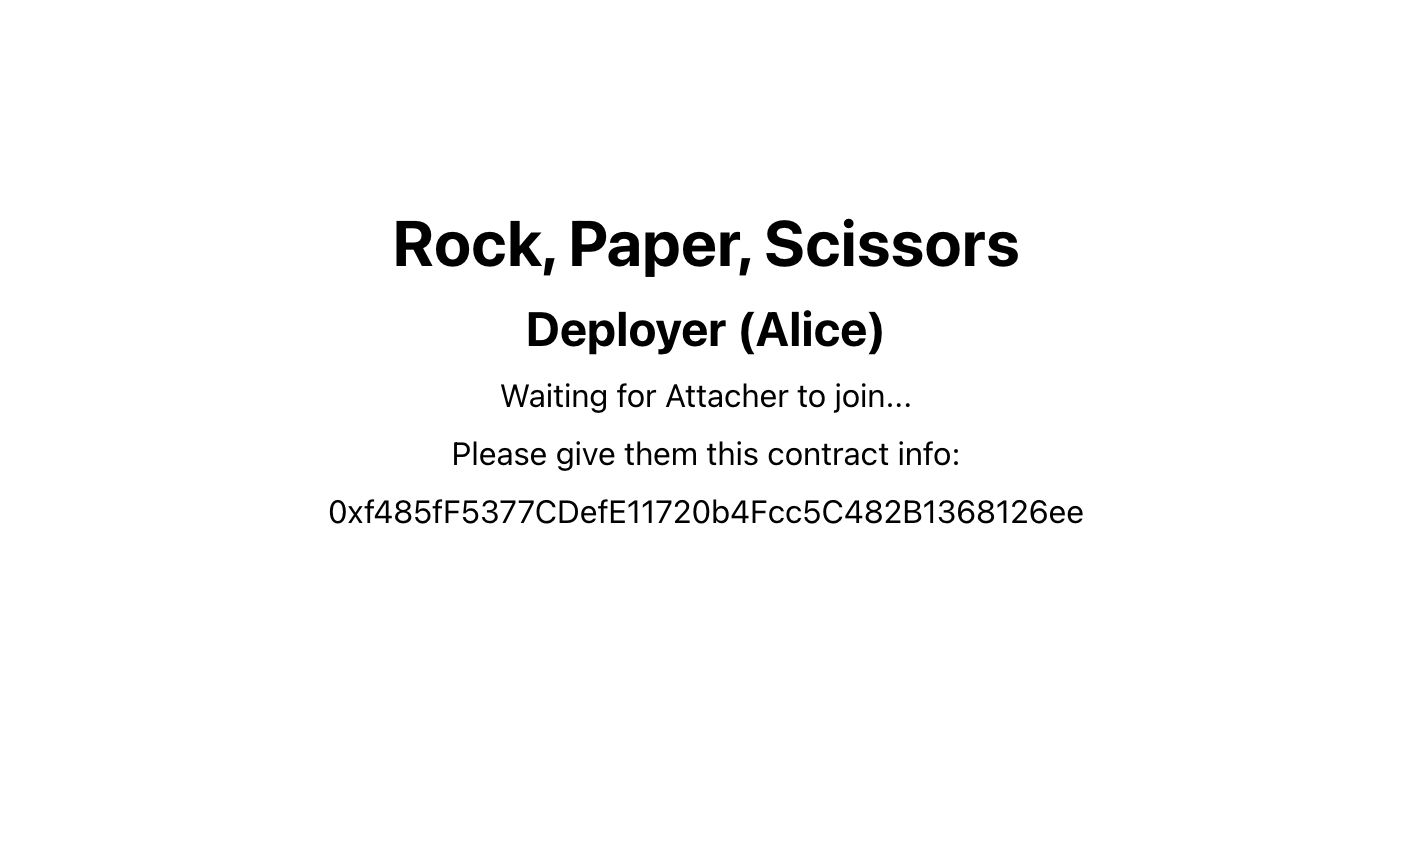 Rock, Paper, Scissors
Deployer (Alice)
Waiting for Attacher to join...
Please give them this contract info:
0xf485fF5377CDefE11720b4Fcc5C482B1368126ee